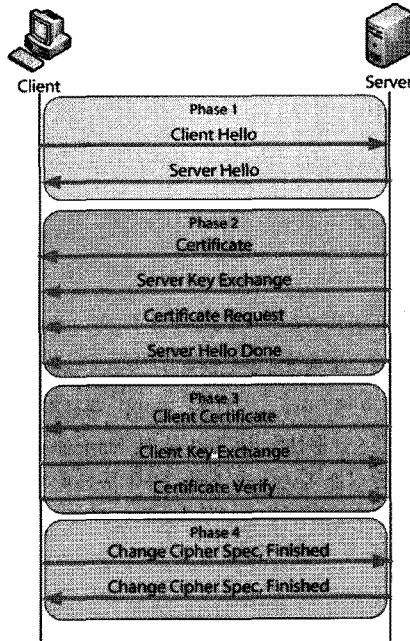 Client
Server
Phase 1
Client Hello
Server Hello
Phase 2
Certificate
Server Key Exchange
Certificate Request
Server Hello Done
Phase 3
Client Certificate
Client Key Exchange
Certificate Verify
Phase 4
Change Cipher Spec, Finished
Change Cipher Spec, Finished